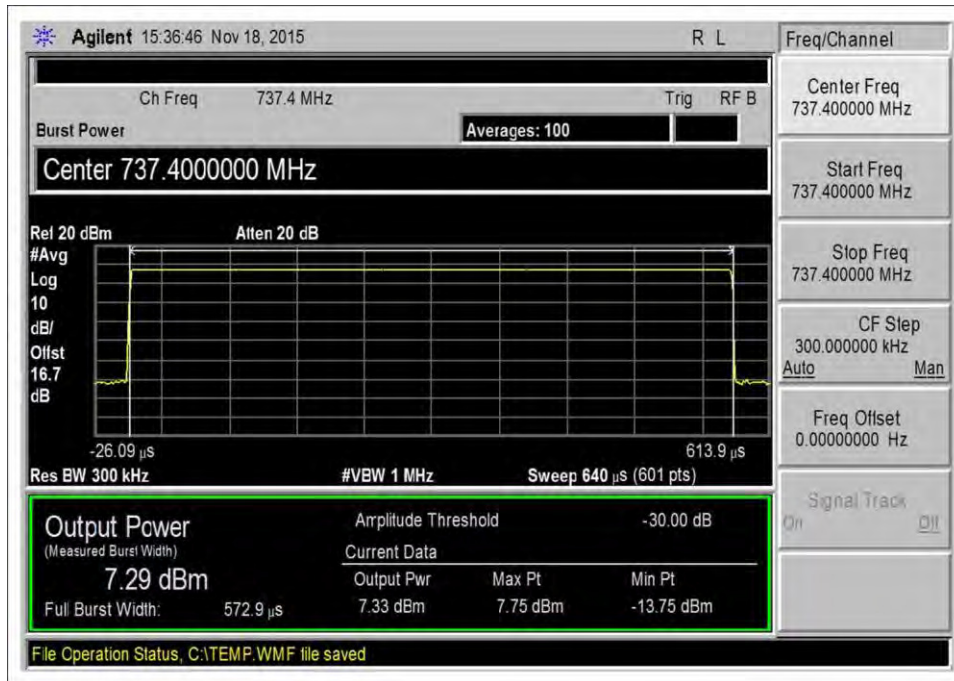 Agilent 15:36:46 Nov 18, 2015 R L
Freq/Channel
Ch Freq 737.4 MHz Trig RF B
Burst Power Averages: 100
Center 737.4000000 MHz
Ref 20 dBm Atten 20 dB
#Avg
Log
10
dB/
Offst
16.7
dB
-26.09 µs 613.9 µs
Res BW 300 kHz #VBW 1 MHz Sweep 640 µs (601 pts)
Output Power
(Measured Burst Width)
7.29 dBm
Full Burst Width: 572.9 µs
Amplitude Threshold -30.00 dB
Current Data
Output Pwr Max Pt Min Pt
7.33 dBm 7.75 dBm -13.75 dBm
File Operation Status, C:\TEMP.WMF file saved
Center Freq
737.400000 MHz
Start Freq
737.400000 MHz
Stop Freq
737.400000 MHz
CF Step
300.000000 kHz
Auto Man
Freq Offset
0.00000000 Hz
Signal Track
On Off